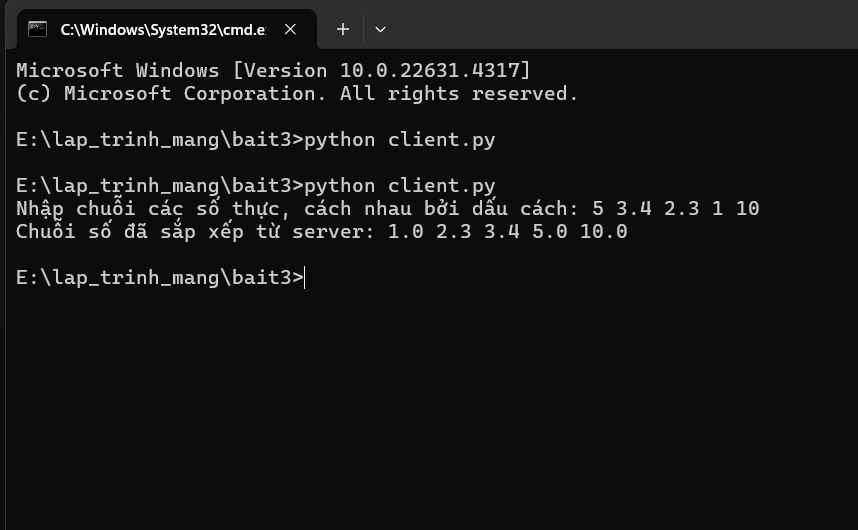 C:\Windows\System32\cmd.e
Microsoft Windows [Version 10.0.22631.4317]
(c) Microsoft Corporation. All rights reserved.
E:\lap_trinh_mang\bait3>python client.py
E:\lap_trinh_mang\bait3>python client.py
Nhập chuỗi các số thực, cách nhau bởi dấu cách: 5 3.4 2.3 1 10
Chuỗi số đã sắp xếp từ server: 1.0 2.3 3.4 5.0 10.0
E:\lap_trinh_mang\bait3>